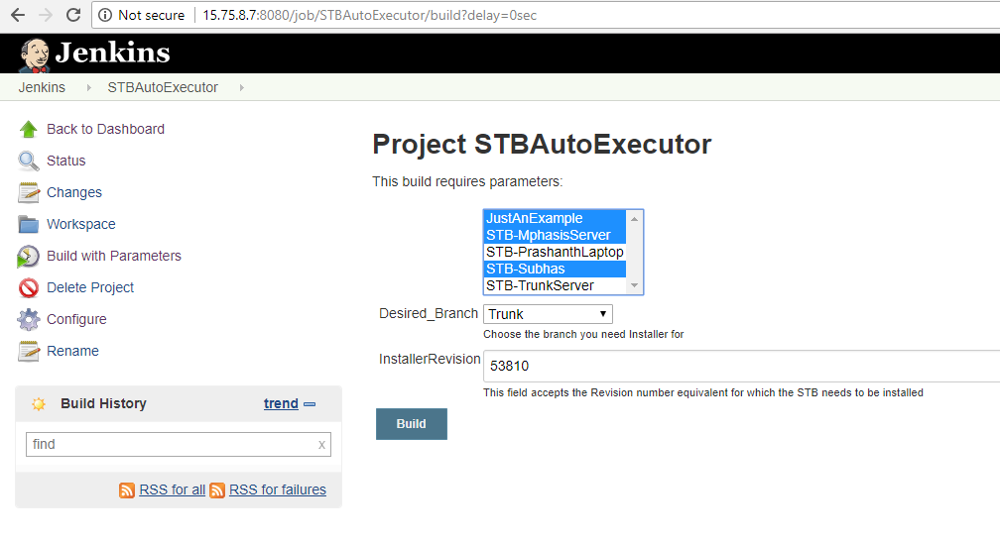 Not secure | 15.75.8.7:8080/job/STBAutoExecutor/build?delay=0sec
Jenkins
Jenkins STBAutoExecutor
Back to Dashboard
Status
Changes
Workspace
Build with Parameters
Delete Project
Configure
Rename
Build History trend
find x
RSS for all RSS for failures
Project STBAutoExecutor
This build requires parameters:
JustAnExample
STB-MphasisServer
STB-PrashanthLaptop
STB-Subhas
STB-TrunkServer
Desired_Branch Trunk
Choose the branch you need Installer for
InstallerRevision 53810
This field accepts the Revision number equivalent for which the STB needs to be installed
Build